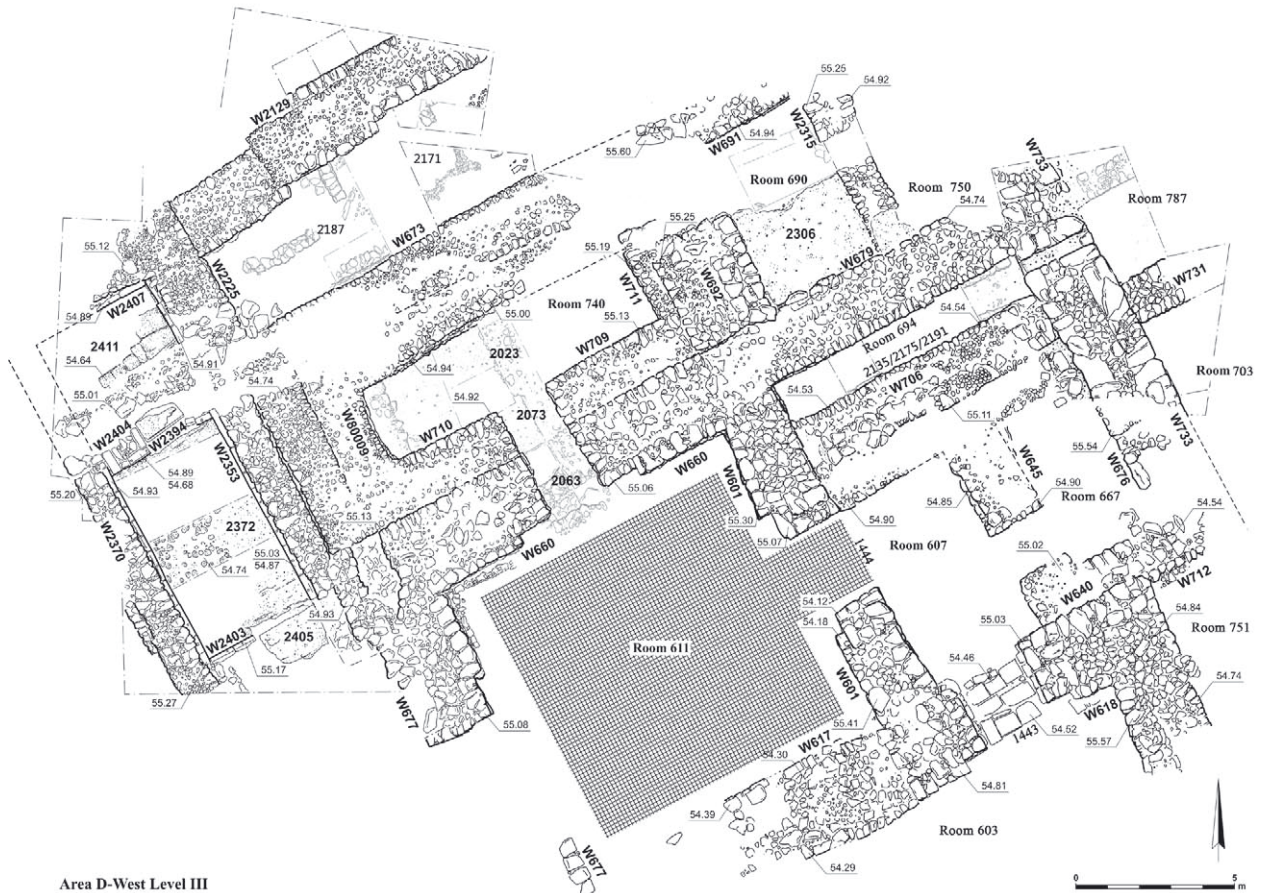 W2129
2171
2187
W673
55.12
W2225
W2407
54.89
2411
54.64
54.91
55.01
54.74
W2404
W2394
54.89
54.68
54.93
W2353
55.20
W2370
2372
55.03
54.87
54.74
54.93
W2403
2405
55.17
55.27
W80009
55.13
W677
55.08
55.25
54.92
W2315
W691
54.94
55.60
Room 690
Room 750
54.74
W733
Room 787
2306
55.25
55.19
W711
W692
W679
W731
Room 740
55.13
55.00
W709
2023
54.94
54.92
2073
W710
2063
55.06
W660
W660
Room 694
2135/2175/2191
54.54
54.53
W706
55.11
Room 703
W733
55.54
W676
W645
54.90
54.85
Room 667
W601
55.30
55.07
54.90
Room 607
1444
54.54
55.02
W640
W712
54.84
Room 751
54.12
54.18
Room 611
W601
55.03
54.46
54.74
W618
55.57
1443
54.52
55.41
W617
54.30
54.81
54.39
Room 603
54.29
W677
Area D-West Level III
0
5
m